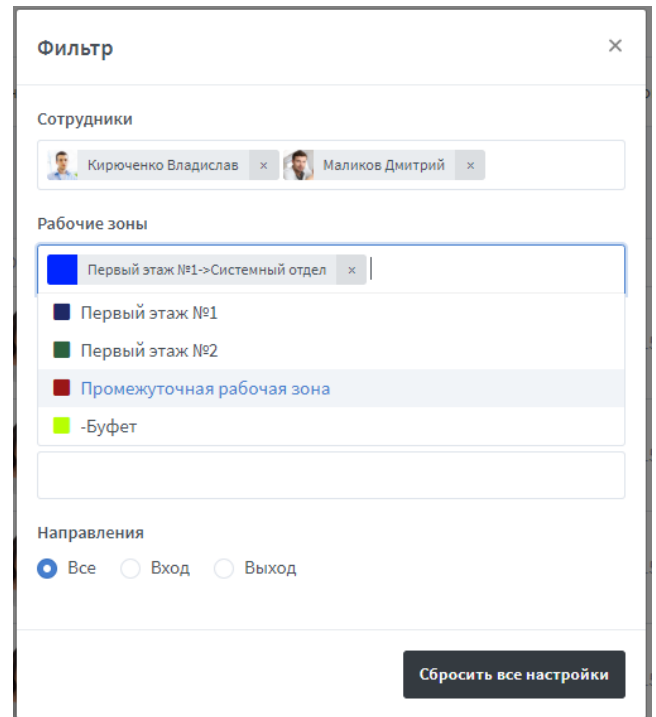 Фильтр ×
Сотрудники
Кирюченко Владислав × Маликов Дмитрий ×
Рабочие зоны
Первый этаж №1->Системный отдел ×
Первый этаж №1
Первый этаж №2
Промежуточная рабочая зона
-Буфет
Направления
Все Вход Выход
Сбросить все настройки